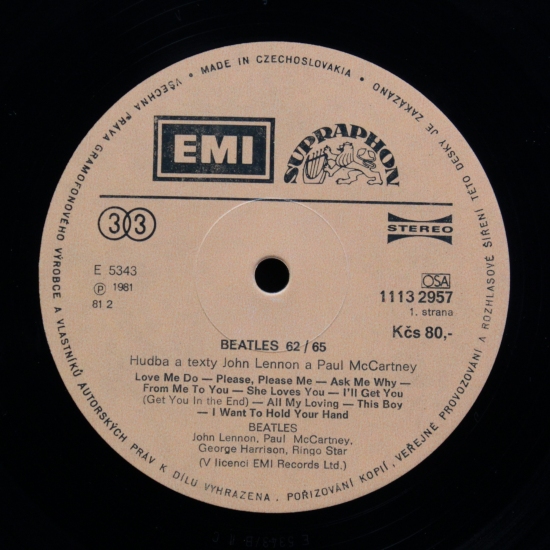 VŠECHNA PRÁVA GRAMOFONOVÉHO VÝROBCE A VLASTNÍKŮ AUTORSKÝCH PRÁV K DÍLU VYHRAZENA. POŘIZOVÁNÍ KOPIÍ, VEŘEJNÉ PROVOZOVÁNÍ A ROZHLASOVÉ ŠÍŘENÍ TÉTO DESKY JE ZAKÁZÁNO • MADE IN CZECHOSLOVAKIA •
EMI
SUPRAPHON
33
STEREO
E 5343
Ⓟ 1981
81 2
OSA
1113 2957
1. strana
Kčs 80,-
BEATLES 62/65
Hudba a texty John Lennon a Paul McCartney
Love Me Do — Please, Please Me — Ask Me Why —
From Me To You — She Loves You — I'll Get You
(Get You In the End) — All My Loving — This Boy
— I Want To Hold Your Hand
BEATLES
John Lennon, Paul McCartney,
George Harrison, Ringo Star
(V licenci EMI Records Ltd.)